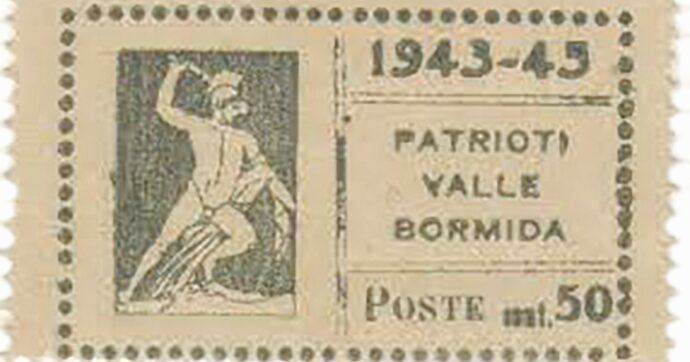 1943-45
PATRIOTI
VALLE
BORMIDA
POSTE mt.50